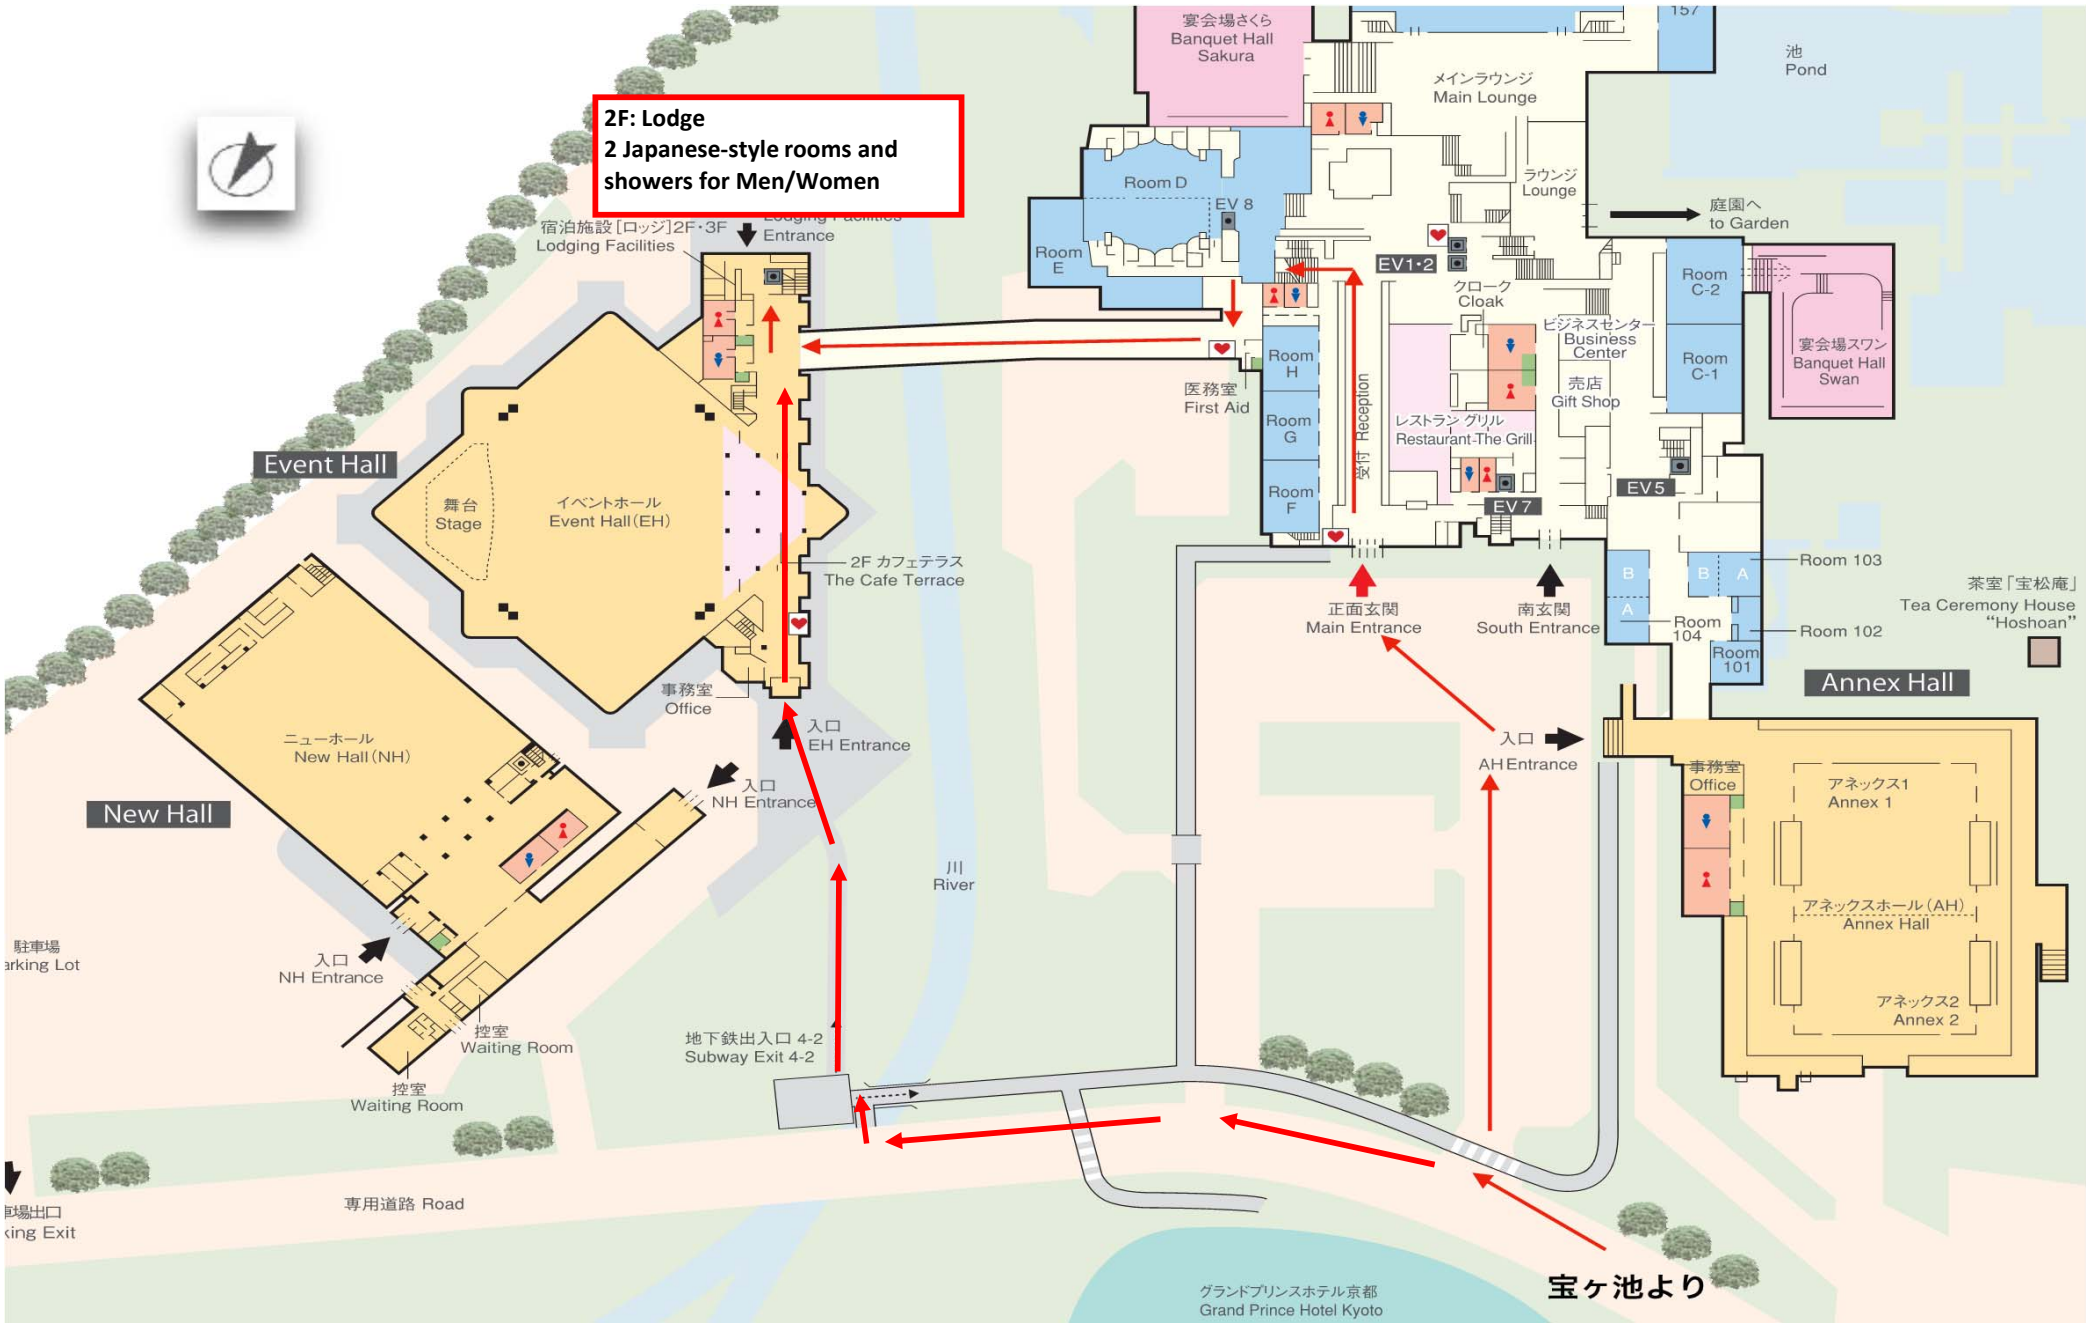 宴会場さくら
Banquet Hall
Sakura
157
池
Pond
メインラウンジ
Main Lounge
2F: Lodge
2 Japanese-style rooms and
showers for Men/Women
Room D
EV 8
ラウンジ
Lounge
庭園へ
to Garden
宿泊施設[ロッジ]2F・3F
Lodging Facilities
Lodging Facilities
Entrance
Room
E
EV1・2
クローク
Cloak
Room
C-2
ビジネスセンター
Business
Center
宴会場スワン
Banquet Hall
Swan
Room
H
Room
C-1
医務室
First Aid
売店
Gift Shop
受付 Reception
Room
G
レストラン グリル
Restaurant-The Grill
Event Hall
舞台
Stage
イベントホール
Event Hall(EH)
Room
F
EV 7
EV 5
2F カフェテラス
The Cafe Terrace
B
A
B
A
Room 103
Room 102
Room
104
Room
101
正面玄関
Main Entrance
南玄関
South Entrance
茶室「宝松庵」
Tea Ceremony House
“Hoshoan”
Annex Hall
事務室
Office
入口
EH Entrance
ニューホール
New Hall(NH)
New Hall
入口
NH Entrance
入口
AH Entrance
事務室
Office
アネックス1
Annex 1
川
River
アネックスホール(AH)
Annex Hall
アネックス2
Annex 2
駐車場
arking Lot
入口
NH Entrance
控室
Waiting Room
控室
Waiting Room
地下鉄出入口 4-2
Subway Exit 4-2
専用道路 Road
車場出口
king Exit
グランドプリンスホテル京都
Grand Prince Hotel Kyoto
宝ヶ池より